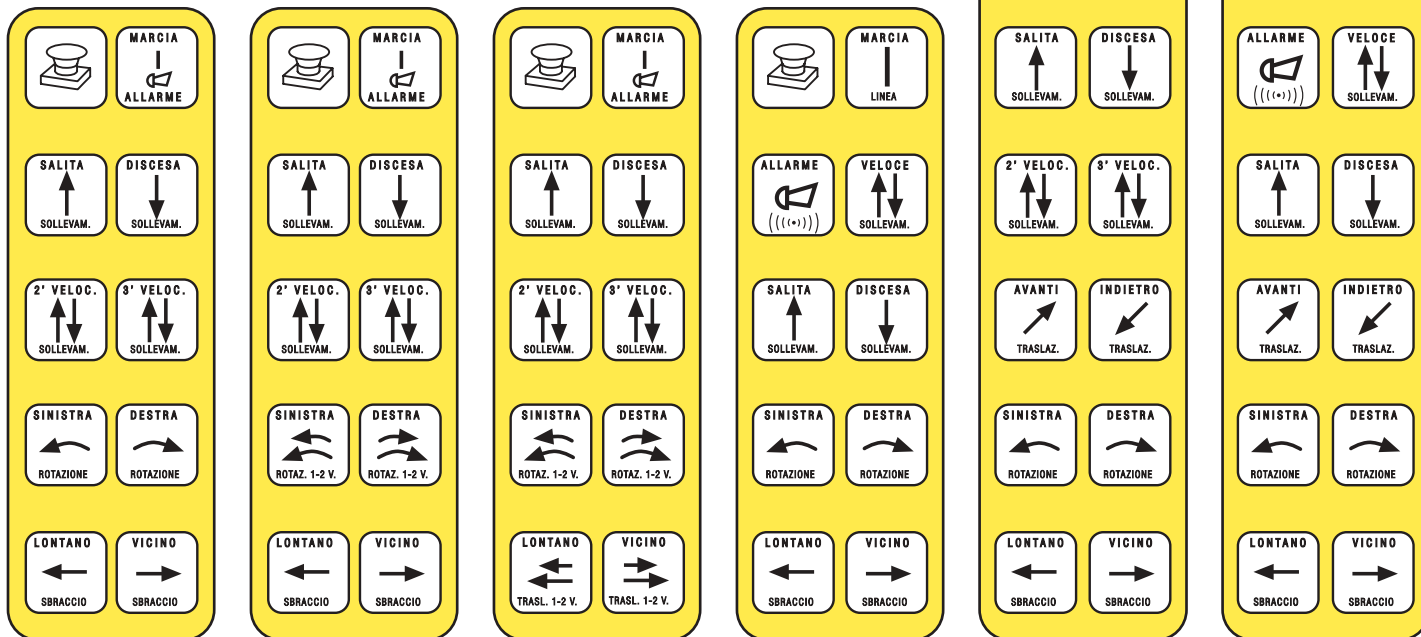 MARCIA
ALLARME
SALITA
SOLLEVAM.
DISCESA
SOLLEVAM.
2' VELOC.
SOLLEVAM.
3' VELOC.
SOLLEVAM.
SINISTRA
ROTAZIONE
DESTRA
ROTAZIONE
LONTANO
SBRACCIO
VICINO
SBRACCIO
MARCIA
ALLARME
SALITA
SOLLEVAM.
DISCESA
SOLLEVAM.
2' VELOC.
SOLLEVAM.
3' VELOC.
SOLLEVAM.
SINISTRA
ROTAZ. 1-2 V.
DESTRA
ROTAZ. 1-2 V.
LONTANO
SBRACCIO
VICINO
SBRACCIO
MARCIA
ALLARME
SALITA
SOLLEVAM.
DISCESA
SOLLEVAM.
2' VELOC.
SOLLEVAM.
3' VELOC.
SOLLEVAM.
SINISTRA
ROTAZ. 1-2 V.
DESTRA
ROTAZ. 1-2 V.
LONTANO
TRASL. 1-2 V.
VICINO
TRASL. 1-2 V.
MARCIA
LINEA
ALLARME
VELOCE
SOLLEVAM.
SALITA
SOLLEVAM.
DISCESA
SOLLEVAM.
SINISTRA
ROTAZIONE
DESTRA
ROTAZIONE
LONTANO
SBRACCIO
VICINO
SBRACCIO
SALITA
SOLLEVAM.
DISCESA
SOLLEVAM.
2' VELOC.
SOLLEVAM.
3' VELOC.
SOLLEVAM.
AVANTI
TRASLAZ.
INDIETRO
TRASLAZ.
SINISTRA
ROTAZIONE
DESTRA
ROTAZIONE
LONTANO
SBRACCIO
VICINO
SBRACCIO
ALLARME
VELOCE
SOLLEVAM.
SALITA
SOLLEVAM.
DISCESA
SOLLEVAM.
AVANTI
TRASLAZ.
INDIETRO
TRASLAZ.
SINISTRA
ROTAZIONE
DESTRA
ROTAZIONE
LONTANO
SBRACCIO
VICINO
SBRACCIO